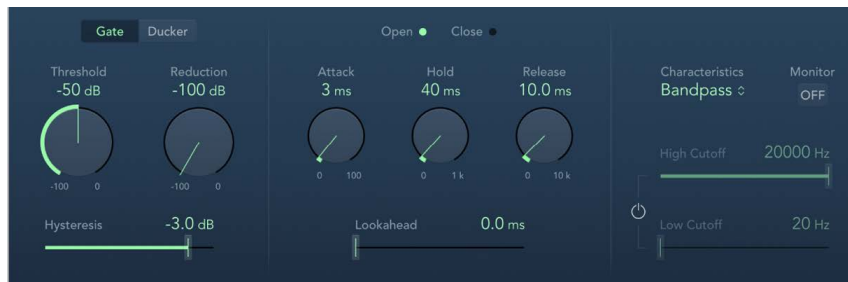 Gate Ducker
Open Close
Threshold Reduction Attack Hold Release Characteristics Monitor
-50 dB -100 dB 3 ms 40 ms 10.0 ms Bandpass OFF
High Cutoff 20000 Hz
-100 0 -100 0 0 100 0 1 k 0 10 k
Hysteresis -3.0 dB Lookahead 0.0 ms Low Cutoff 20 Hz